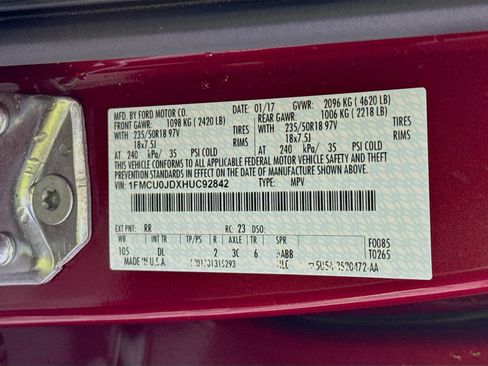 MFD. BY FORD MOTOR CO. 01/17 GVWR: 2096 KG ( 4620 LB)
FRONT GAWR: 1098 KG ( 2420 LB) REAR GAWR: 1006 KG ( 2218 LB)
WITH WITH
235/50R18 97V TIRES 235/50R18 97V TIRES
18x7.5J RIMS 18x7.5J RIMS
AT 240 kPa/ 35 PSI COLD AT 240 kPa/ 35 PSI COLD
THIS VEHICLE CONFORMS TO ALL APPLICABLE FEDERAL MOTOR VEHICLE SAFETY, BUMPER,
AND THEFT PREVENTION STANDARDS IN EFFECT ON THE DATE OF MANUFACTURE SHOWN ABOVE.
VIN: 1FMCU0JDXHUC92842 TYPE: MPV
EXT PNT: RR RC: 23 DSO: F0085
WB INT TR TP/PS R AXLE TR SPR T0265
105 DL 2 3C 6 AABB
MADE IN U.S.A.